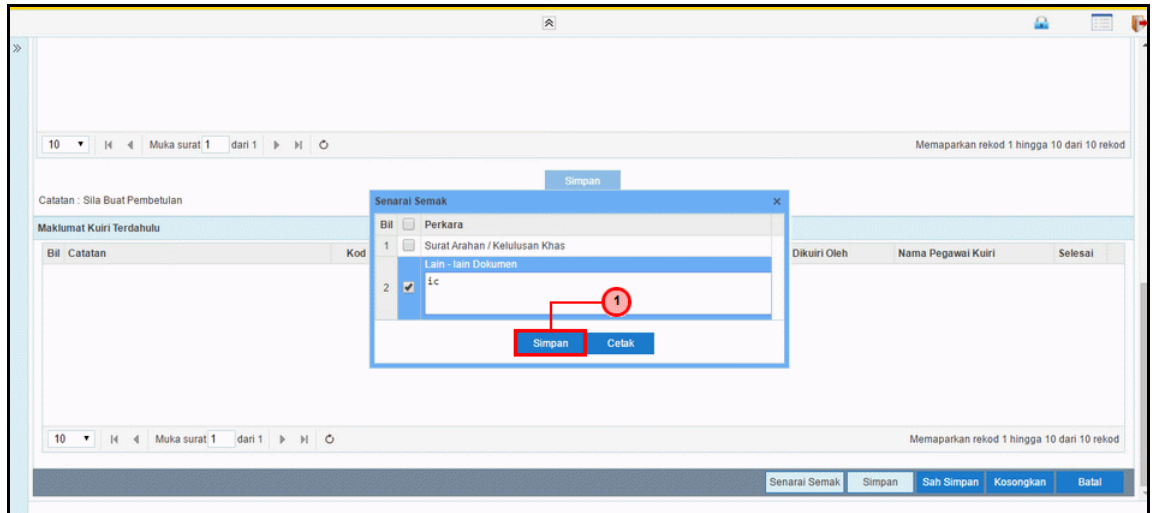 10 Muka surat 1 dari 1 Memaparkan rekod 1 hingga 10 dari 10 rekod
Simpan
Catatan : Sila Buat Pembetulan
Senarai Semak ×
Maklumat Kuiri Terdahulu
Bil Perkara
1 Surat Arahan / Kelulusan Khas
Bil Catatan Kod Dikuiri Oleh Nama Pegawai Kuiri Selesai
Lain - lain Dokumen
2 ic
1
Simpan Cetak
10 Muka surat 1 dari 1 Memaparkan rekod 1 hingga 10 dari 10 rekod
Senarai Semak Simpan Sah Simpan Kosongkan Batal